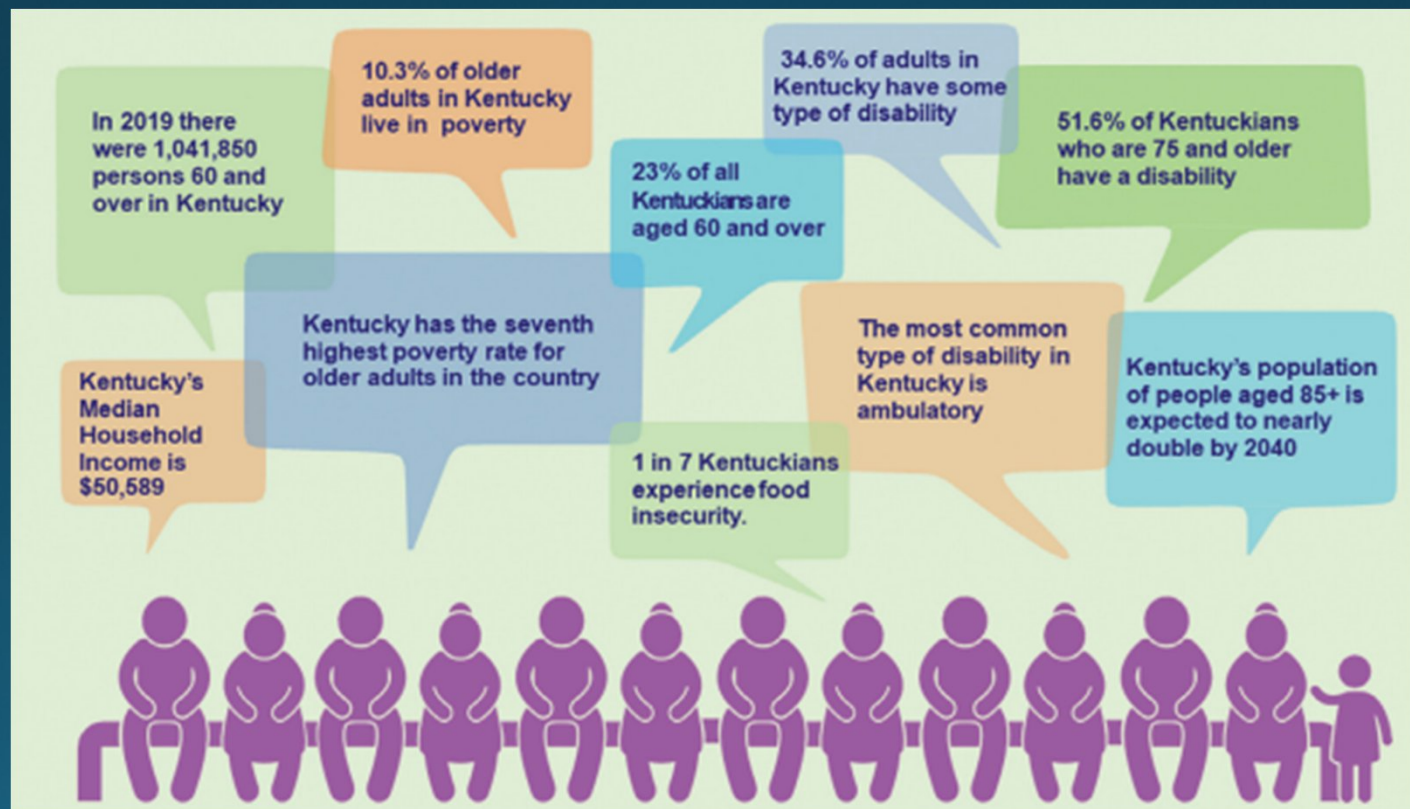 In 2019 there
were 1,041,850
persons 60 and
over in Kentucky
10.3% of older
adults in Kentucky
live in poverty
23% of all
Kentuckians are
aged 60 and over
34.6% of adults in
Kentucky have some
type of disability
51.6% of Kentuckians
who are 75 and older
have a disability
Kentucky's
Median
Household
Income is
$50,589
Kentucky has the seventh
highest poverty rate for
older adults in the country
1 in 7 Kentuckians
experience food
insecurity.
The most common
type of disability in
Kentucky is
ambulatory
Kentucky's population
of people aged 85+ is
expected to nearly
double by 2040